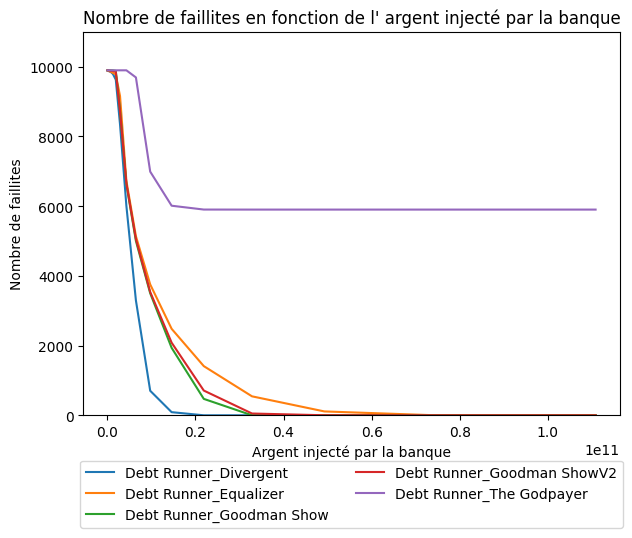 Nombre de faillites en fonction de l' argent injecté par la banque
Nombre de faillites
10000
8000
6000
4000
2000
0
0.0 0.2 0.4 0.6 0.8 1.0
1e11
Argent injecté par la banque
Debt Runner_Divergent
Debt Runner_Equalizer
Debt Runner_Goodman Show
Debt Runner_Goodman ShowV2
Debt Runner_The Godpayer